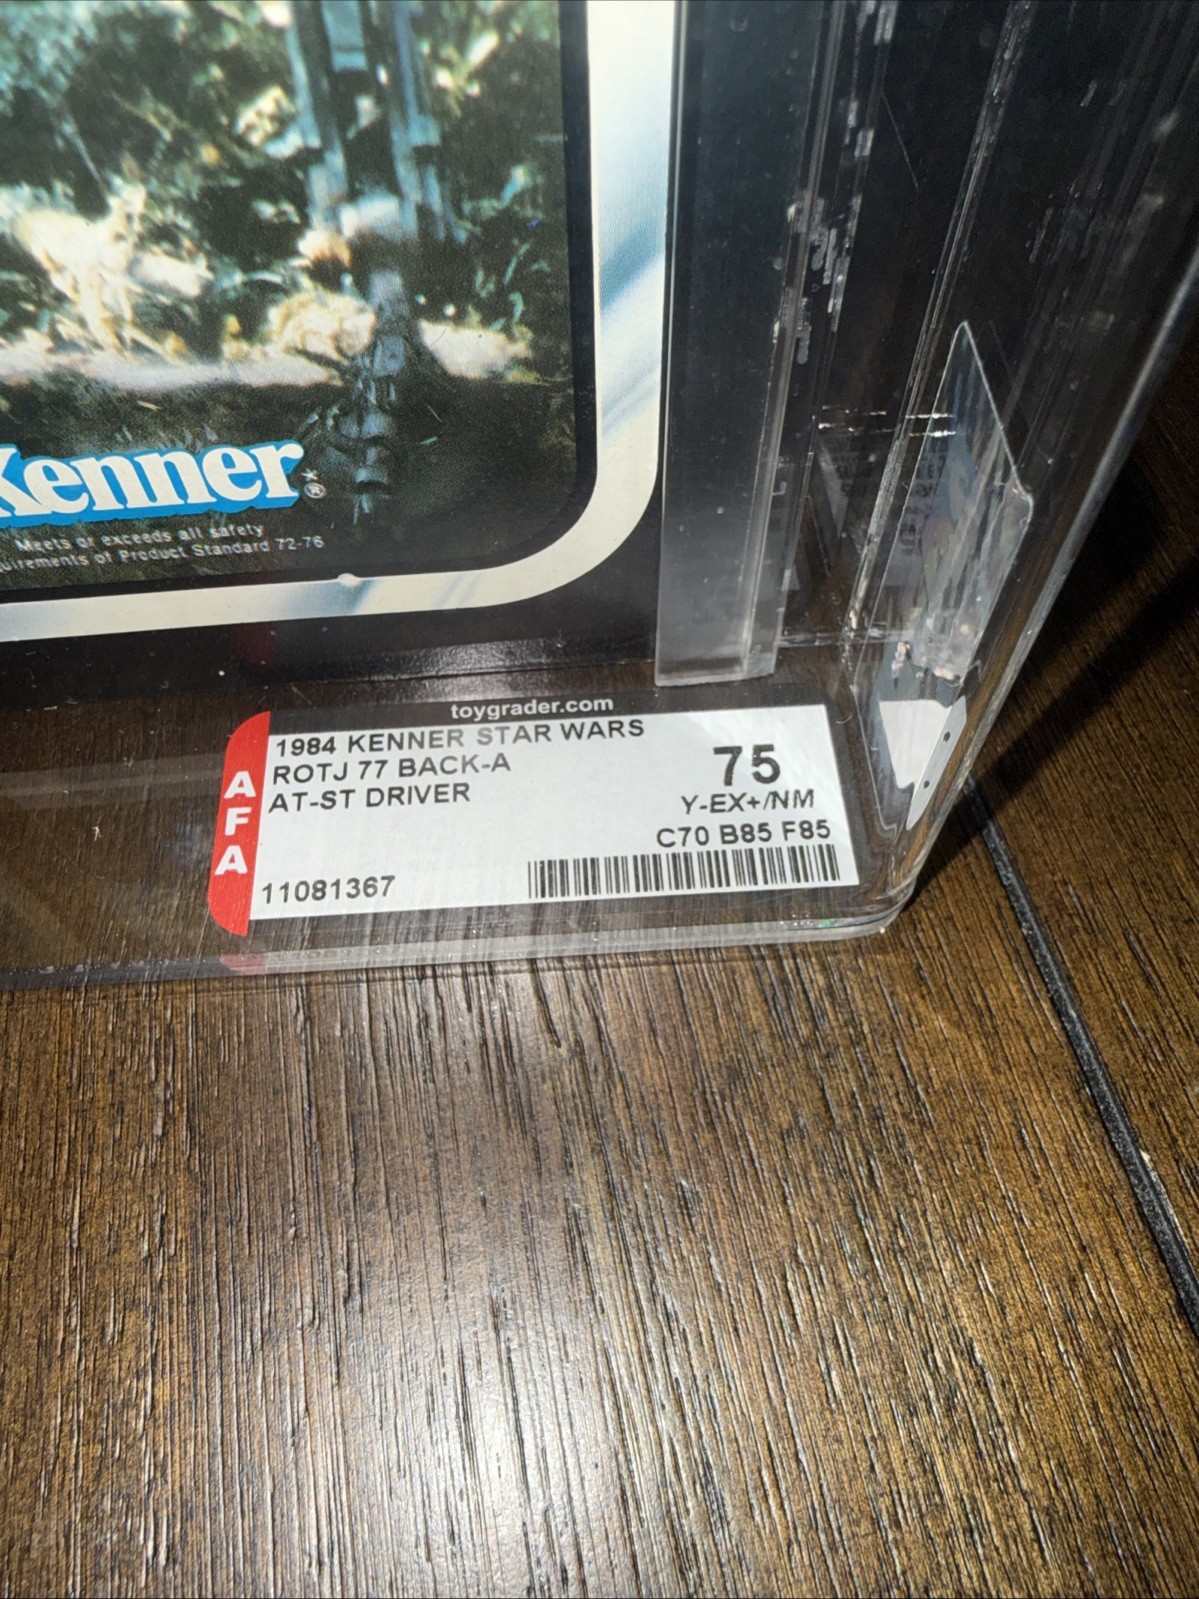 Kenner®
Meets or exceeds all safety
uirements of Product Standard 72-76
toygrader.com
AFA
1984 KENNER STAR WARS
ROTJ 77 BACK-A
AT-ST DRIVER
75
Y-EX+/NM
C70 B85 F85
11081367